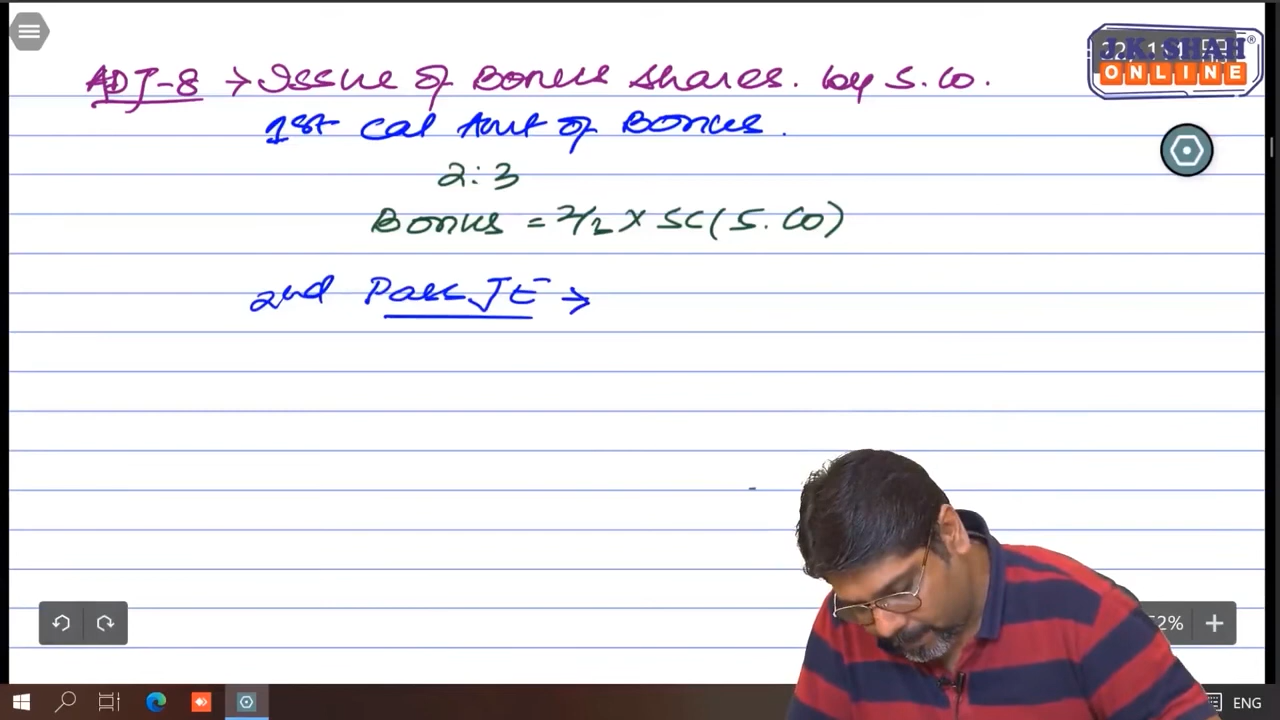 ADJ-8 → Issue of Bonus shares. by S.Co.
1st Cal Amt of Bonus.
2:3
Bonus = 2/2 x SC (S.Co)
2nd Pass JE →
J.K. SHAH®
ONLINE
ENG